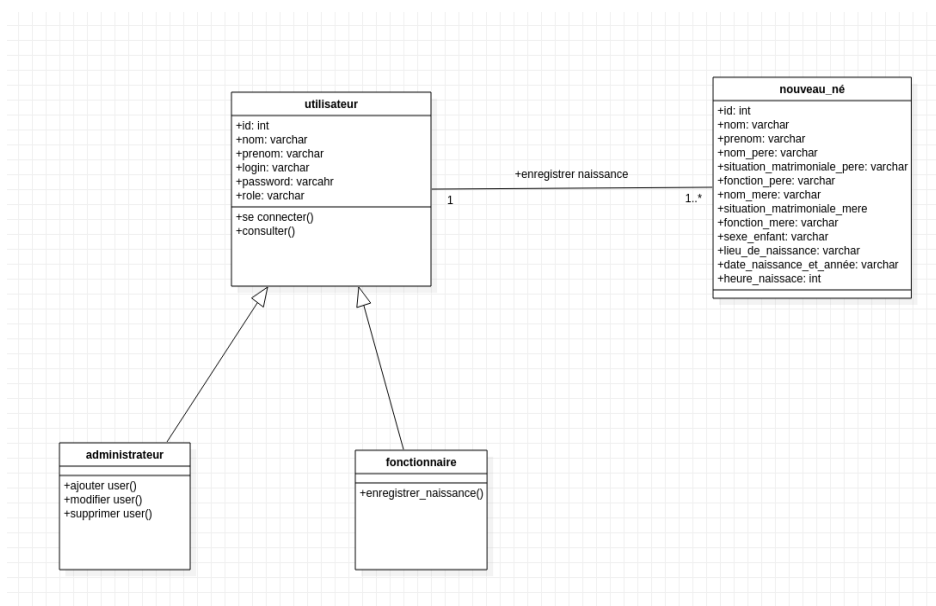 utilisateur
+id: int
+nom: varchar
+prenom: varchar
+login: varchar
+password: varcahr
+role: varchar
+se connecter()
+consulter()
+enregistrer naissance
1
1..*
nouveau_né
+id: int
+nom: varchar
+prenom: varchar
+nom_pere: varchar
+situation_matrimoniale_pere: varchar
+fonction_pere: varchar
+nom_mere: varchar
+situation_matrimoniale_mere
+fonction_mere: varchar
+sexe_enfant: varchar
+lieu_de_naissance: varchar
+date_naissance_et_année: varchar
+heure_naissace: int
administrateur
+ajouter user()
+modifier user()
+supprimer user()
fonctionnaire
+enregistrer_naissance()